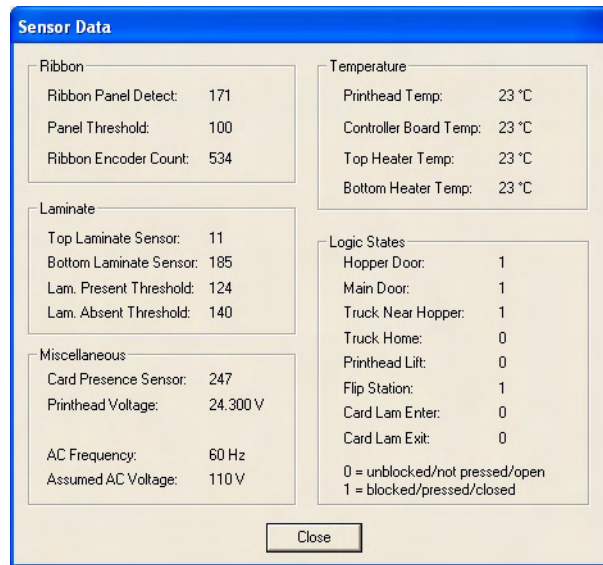 Sensor Data
Ribbon
Ribbon Panel Detect: 171
Panel Threshold: 100
Ribbon Encoder Count: 534
Laminate
Top Laminate Sensor: 11
Bottom Laminate Sensor: 185
Lam. Present Threshold: 124
Lam. Absent Threshold: 140
Miscellaneous
Card Presence Sensor: 247
Printhead Voltage: 24.300 V
AC Frequency: 60 Hz
Assumed AC Voltage: 110 V
Temperature
Printhead Temp: 23 °C
Controller Board Temp: 23 °C
Top Heater Temp: 23 °C
Bottom Heater Temp: 23 °C
Logic States
Hopper Door: 1
Main Door: 1
Truck Near Hopper: 1
Truck Home: 0
Printhead Lift: 0
Flip Station: 1
Card Lam Enter: 0
Card Lam Exit: 0
0 = unblocked/not pressed/open
1 = blocked/pressed/closed
Close